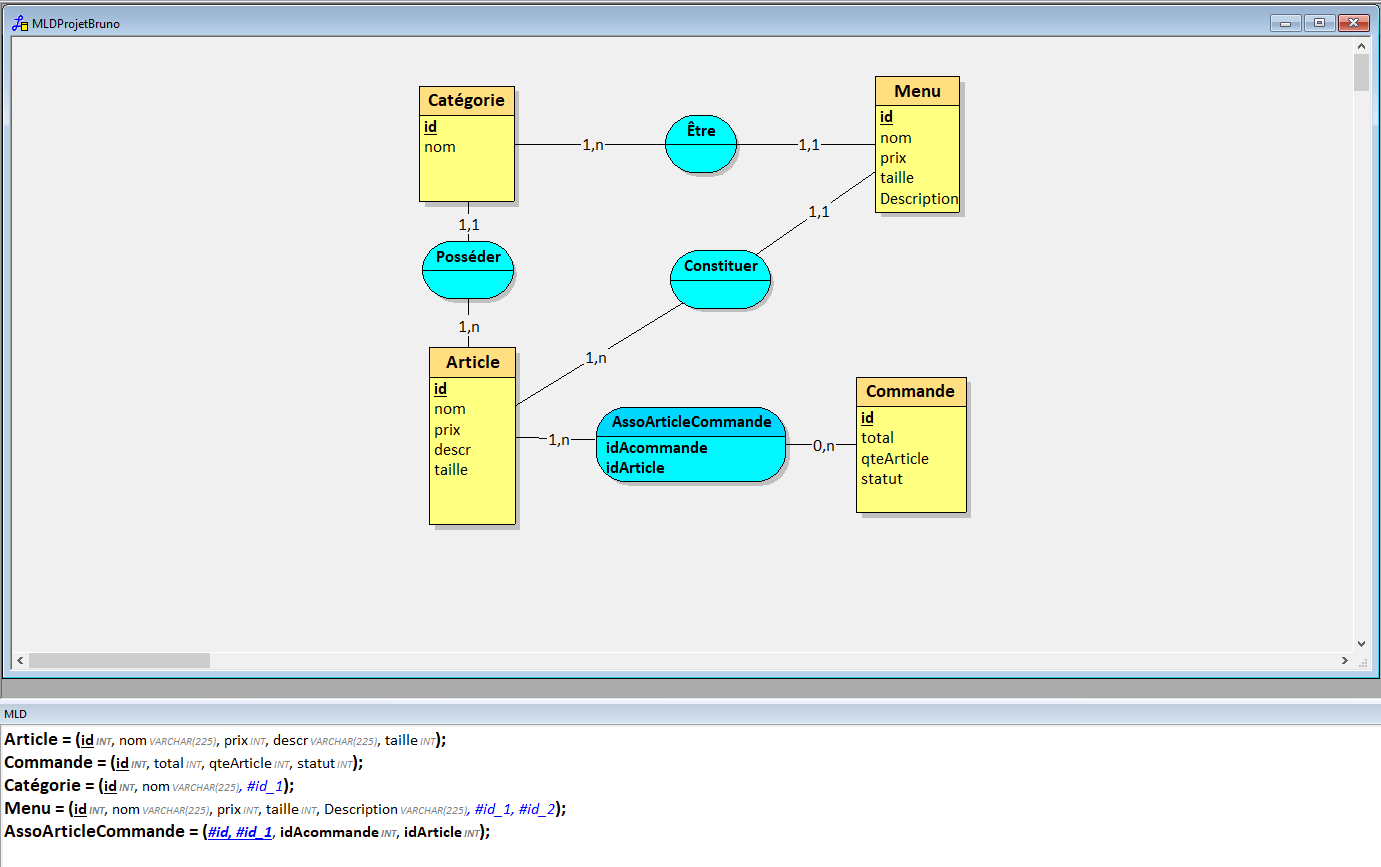 MLDProjetBruno
Catégorie
id
nom
1,n
Être
1,1
Menu
id
nom
prix
taille
Description
1,1
Posséder
1,n
1,1
Constituer
1,n
Article
id
nom
prix
descr
taille
1,n
AssoArticleCommande
idAcommande
idArticle
0,n
Commande
id
total
qteArticle
statut
MLD
Article = (id INT, nom VARCHAR(225), prix INT, descr VARCHAR(225), taille INT);
Commande = (id INT, total INT, qteArticle INT, statut INT);
Catégorie = (id INT, nom VARCHAR(225), #id_1);
Menu = (id INT, nom VARCHAR(225), prix INT, taille INT, Description VARCHAR(225), #id_1, #id_2);
AssoArticleCommande = (#id, #id_1, idAcommande INT, idArticle INT);